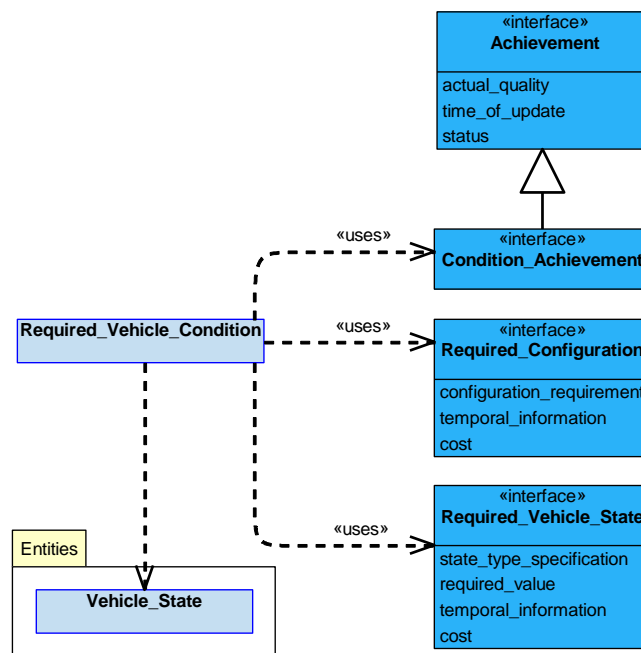 «interface»
Achievement
actual_quality
time_of_update
status
«uses»
«interface»
Condition_Achievement
Required_Vehicle_Condition
«uses»
«interface»
Required_Configuration
configuration_requirement
temporal_information
cost
«uses»
«interface»
Required_Vehicle_State
state_type_specification
required_value
temporal_information
cost
Entities
Vehicle_State